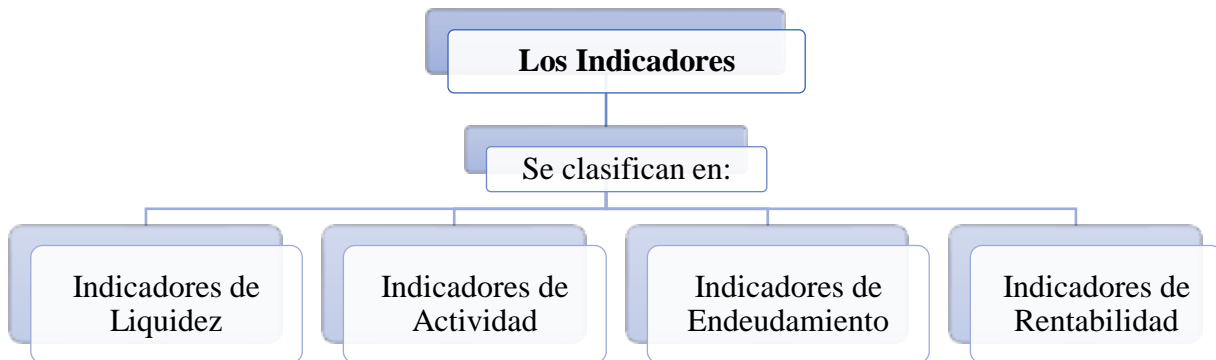 Los Indicadores
Se clasifican en:
Indicadores de
Liquidez
Indicadores de
Actividad
Indicadores de
Endeudamiento
Indicadores de
Rentabilidad